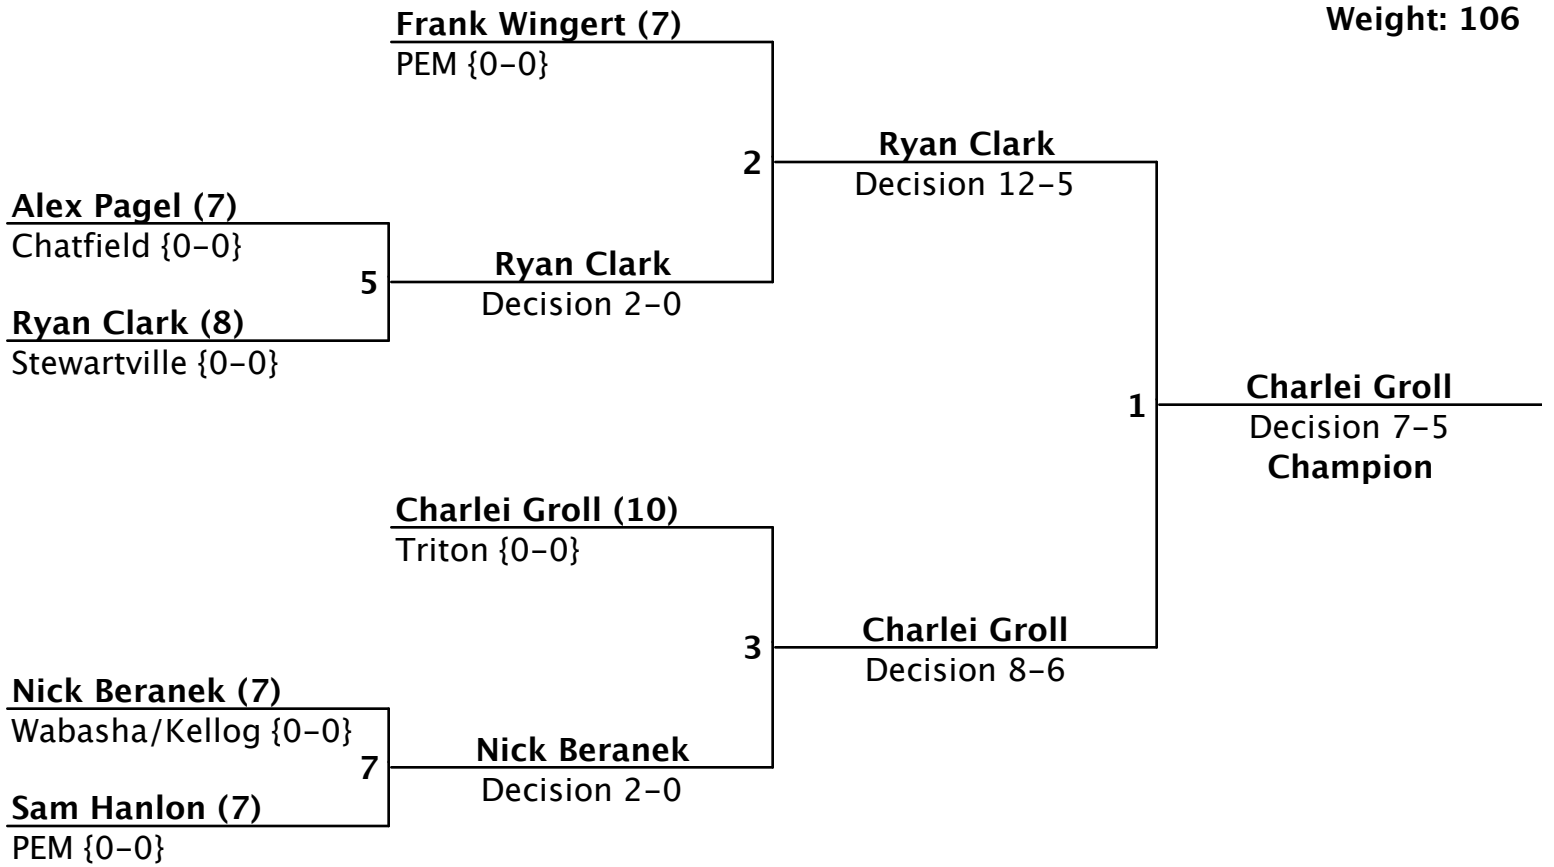 Frank Wingert (7)
Weight: 106
PEM {0-0}
Ryan Clark
2
Decision 12-5
Alex Pagel (7)
Chatfield {0-0}
Ryan Clark
5
Decision 2-0
Ryan Clark (8)
Stewartville {0-0}
Charlei Groll
1
Decision 7-5
Champion
Charlei Groll (10)
Triton {0-0}
Charlei Groll
3
Decision 8-6
Nick Beranek (7)
Wabasha/Kellog {0-0}
Nick Beranek
7
Decision 2-0
Sam Hanlon (7)
PEM {0-0}